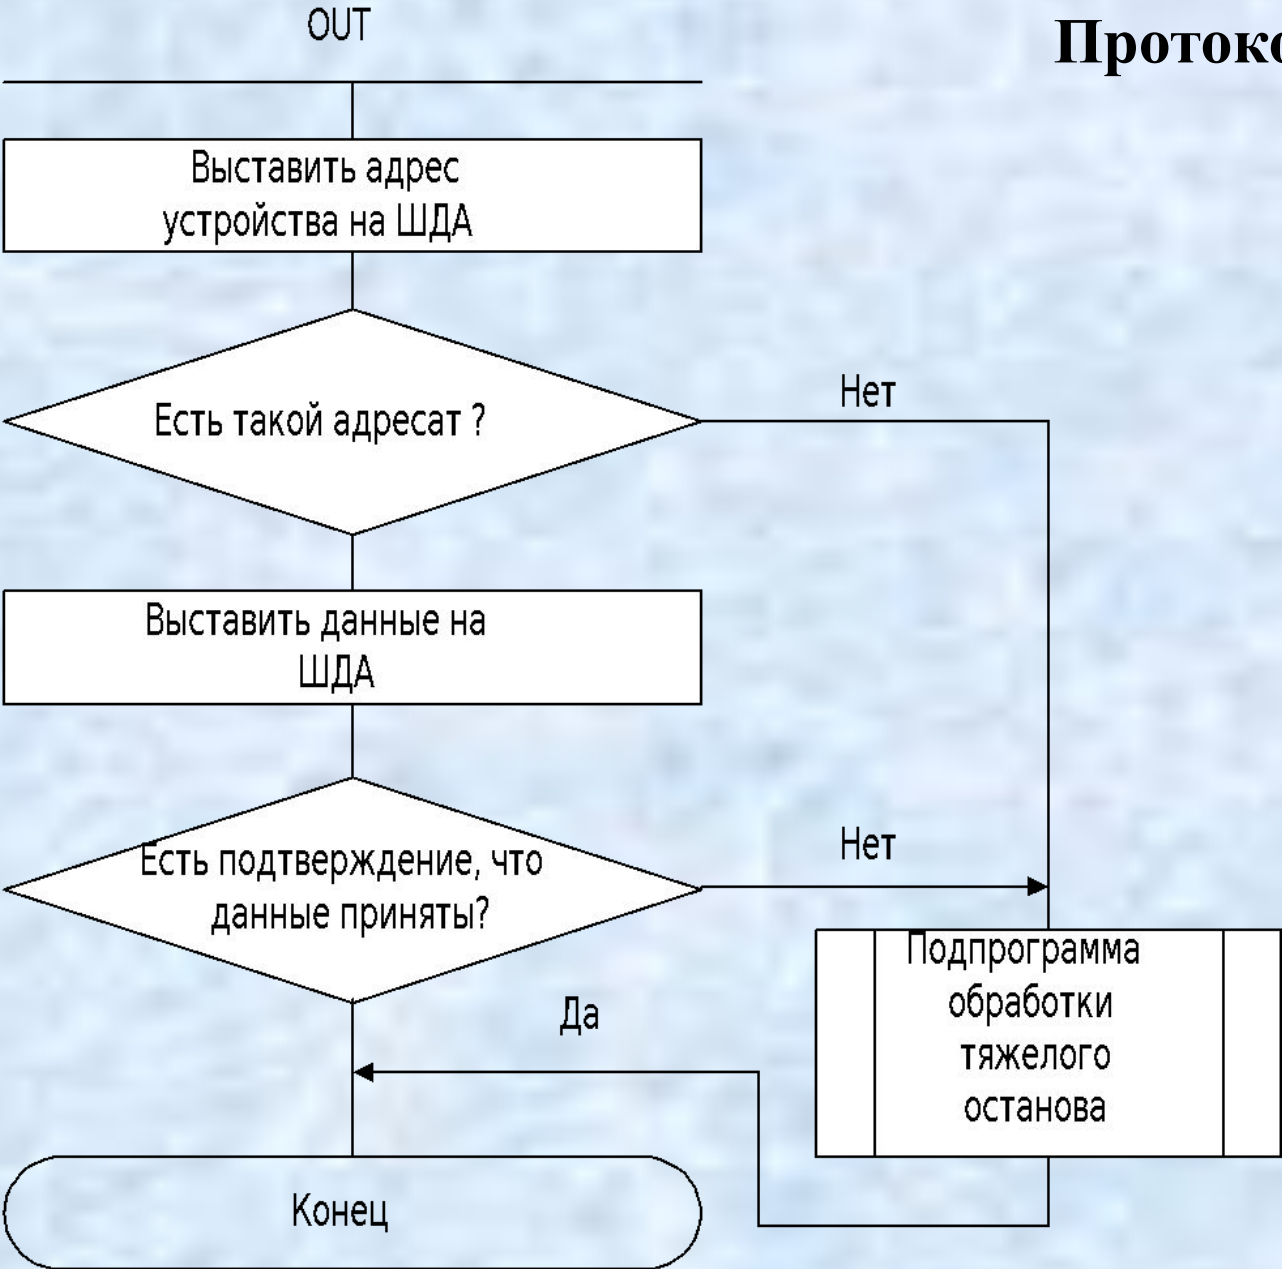 OUT
Протоко
Выставить адрес
устройства на ШДА
Есть такой адресат ?
Нет
Выставить данные на
ШДА
Есть подтверждение, что
данные приняты?
Нет
Подпрограмма
обработки
тяжелого
останова
Да
Конец